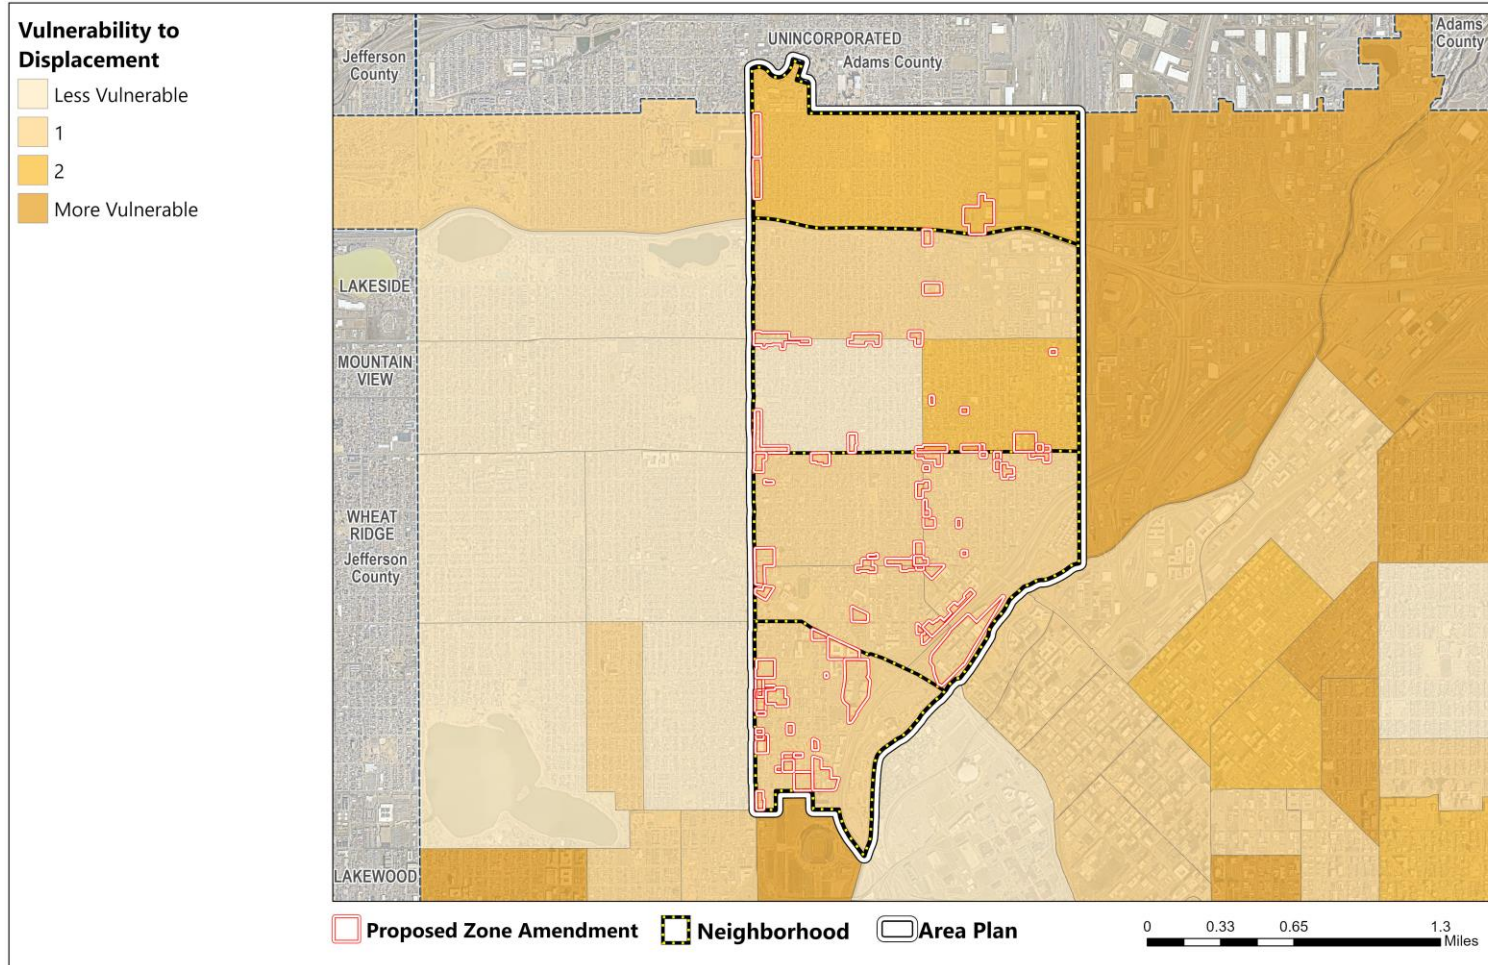 Vulnerability to
Displacement
Less Vulnerable
1
2
More Vulnerable
Jefferson
County
UNINCORPORATED
Adams County
Adams
County
LAKESIDE
MOUNTAIN
VIEW
WHEAT
RIDGE
Jefferson
County
LAKEWOOD
Proposed Zone Amendment
Neighborhood
Area Plan
0 0.33 0.65 1.3
Miles